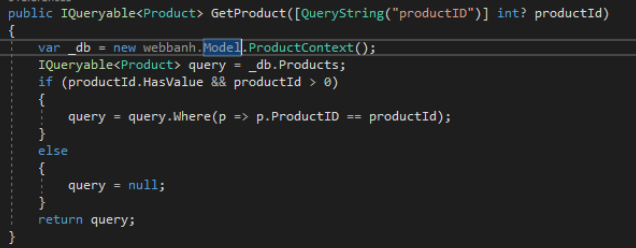 public IQueryable<Product> GetProduct([QueryString("productID")] int? productId)
{
var _db = new webbanh.Model.ProductContext();
IQueryable<Product> query = _db.Products;
if (productId.HasValue && productId > 0)
{
query = query.Where(p => p.ProductID == productId);
}
else
{
query = null;
}
return query;
}